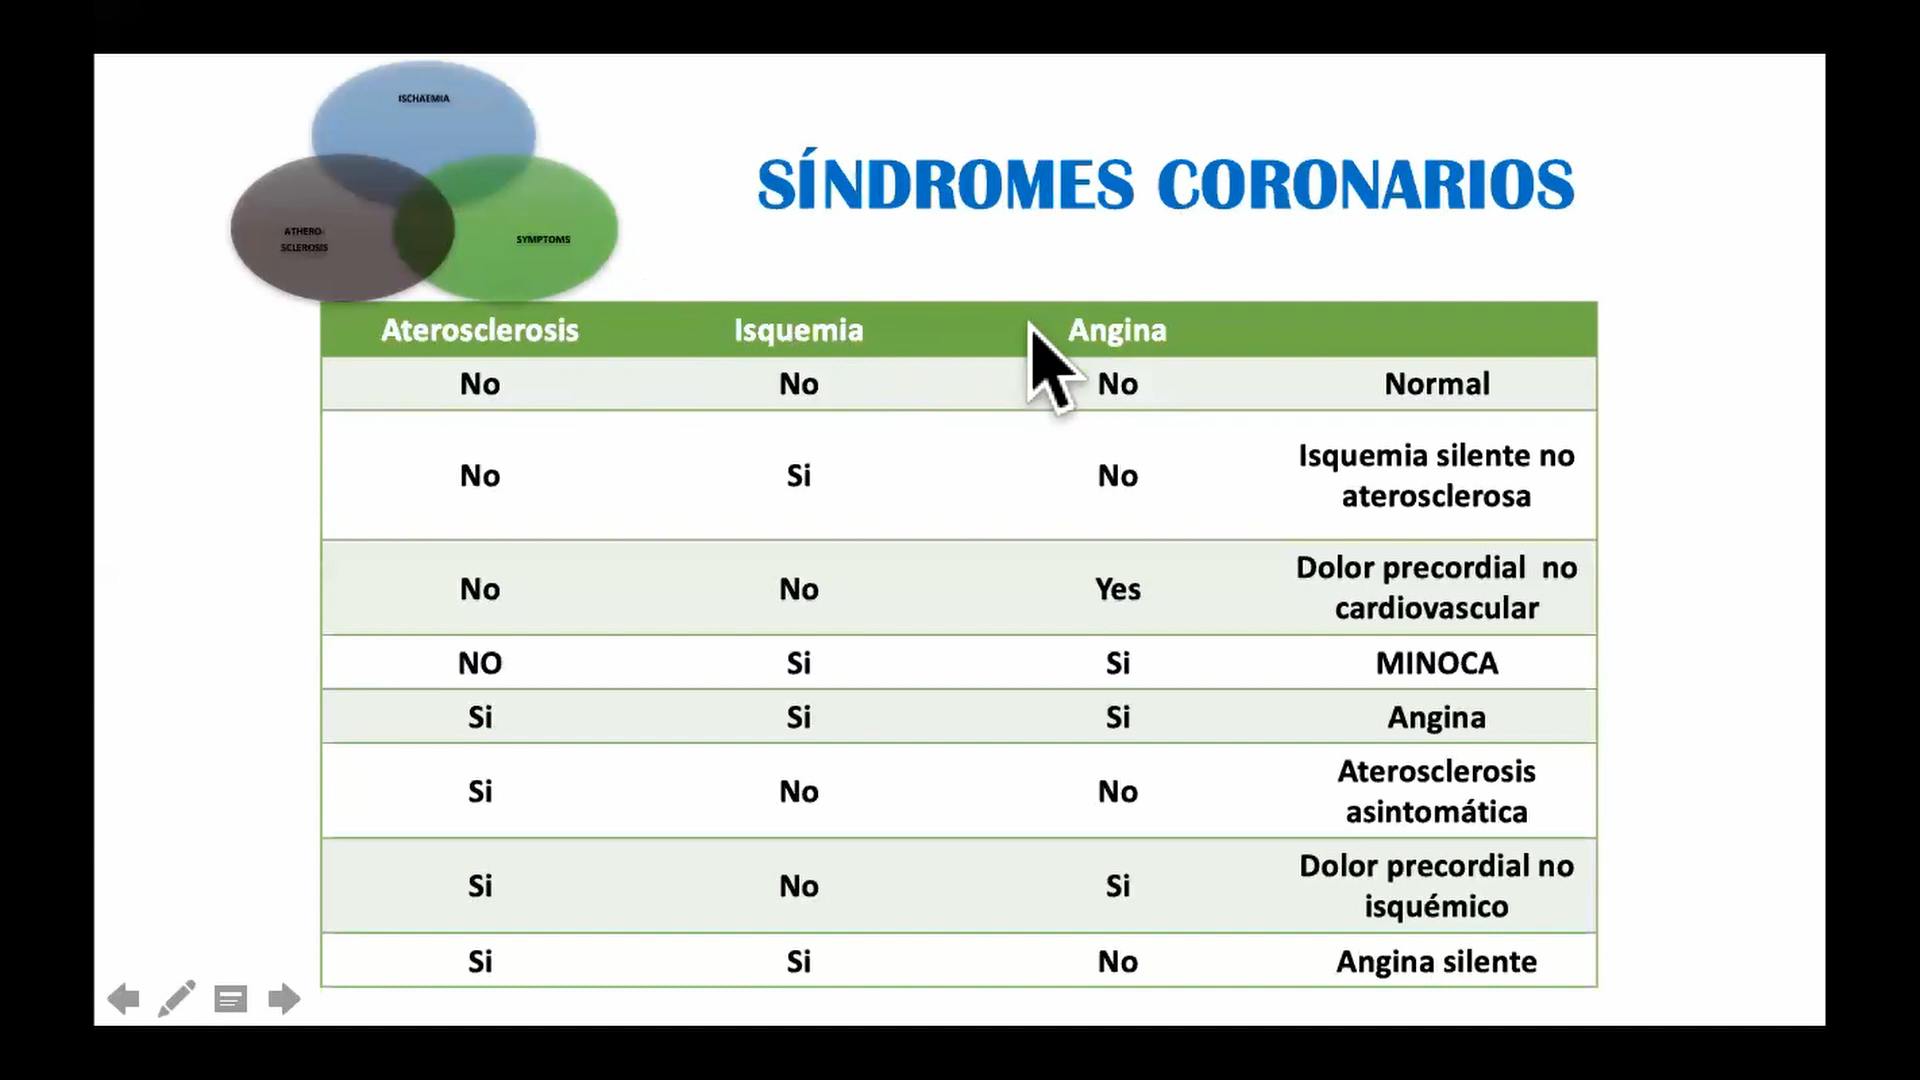 ISCHAEMIA
ATHERO-
SCLEROSIS
SYMPTOMS
SÍNDROMES CORONARIOS
Aterosclerosis Isquemia Angina
No No No Normal
No Si No Isquemia silente no
aterosclerosa
No No Yes Dolor precordial no
cardiovascular
NO Si Si MINOCA
Si Si Si Angina
Si No No Aterosclerosis
asintomática
Si No Si Dolor precordial no
isquémico
Si Si No Angina silente